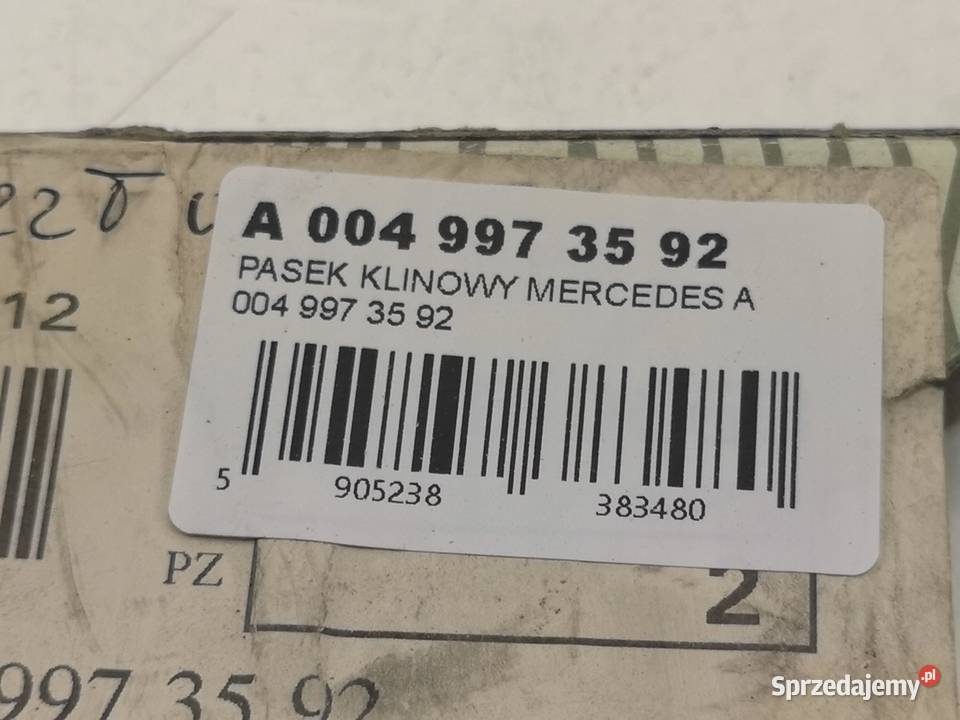 A 004 997 35 92
PASEK KLINOWY MERCEDES A
004 997 35 92
12
5 905238 383480
PZ
2
997 35 92
Sprzedajemy.pl